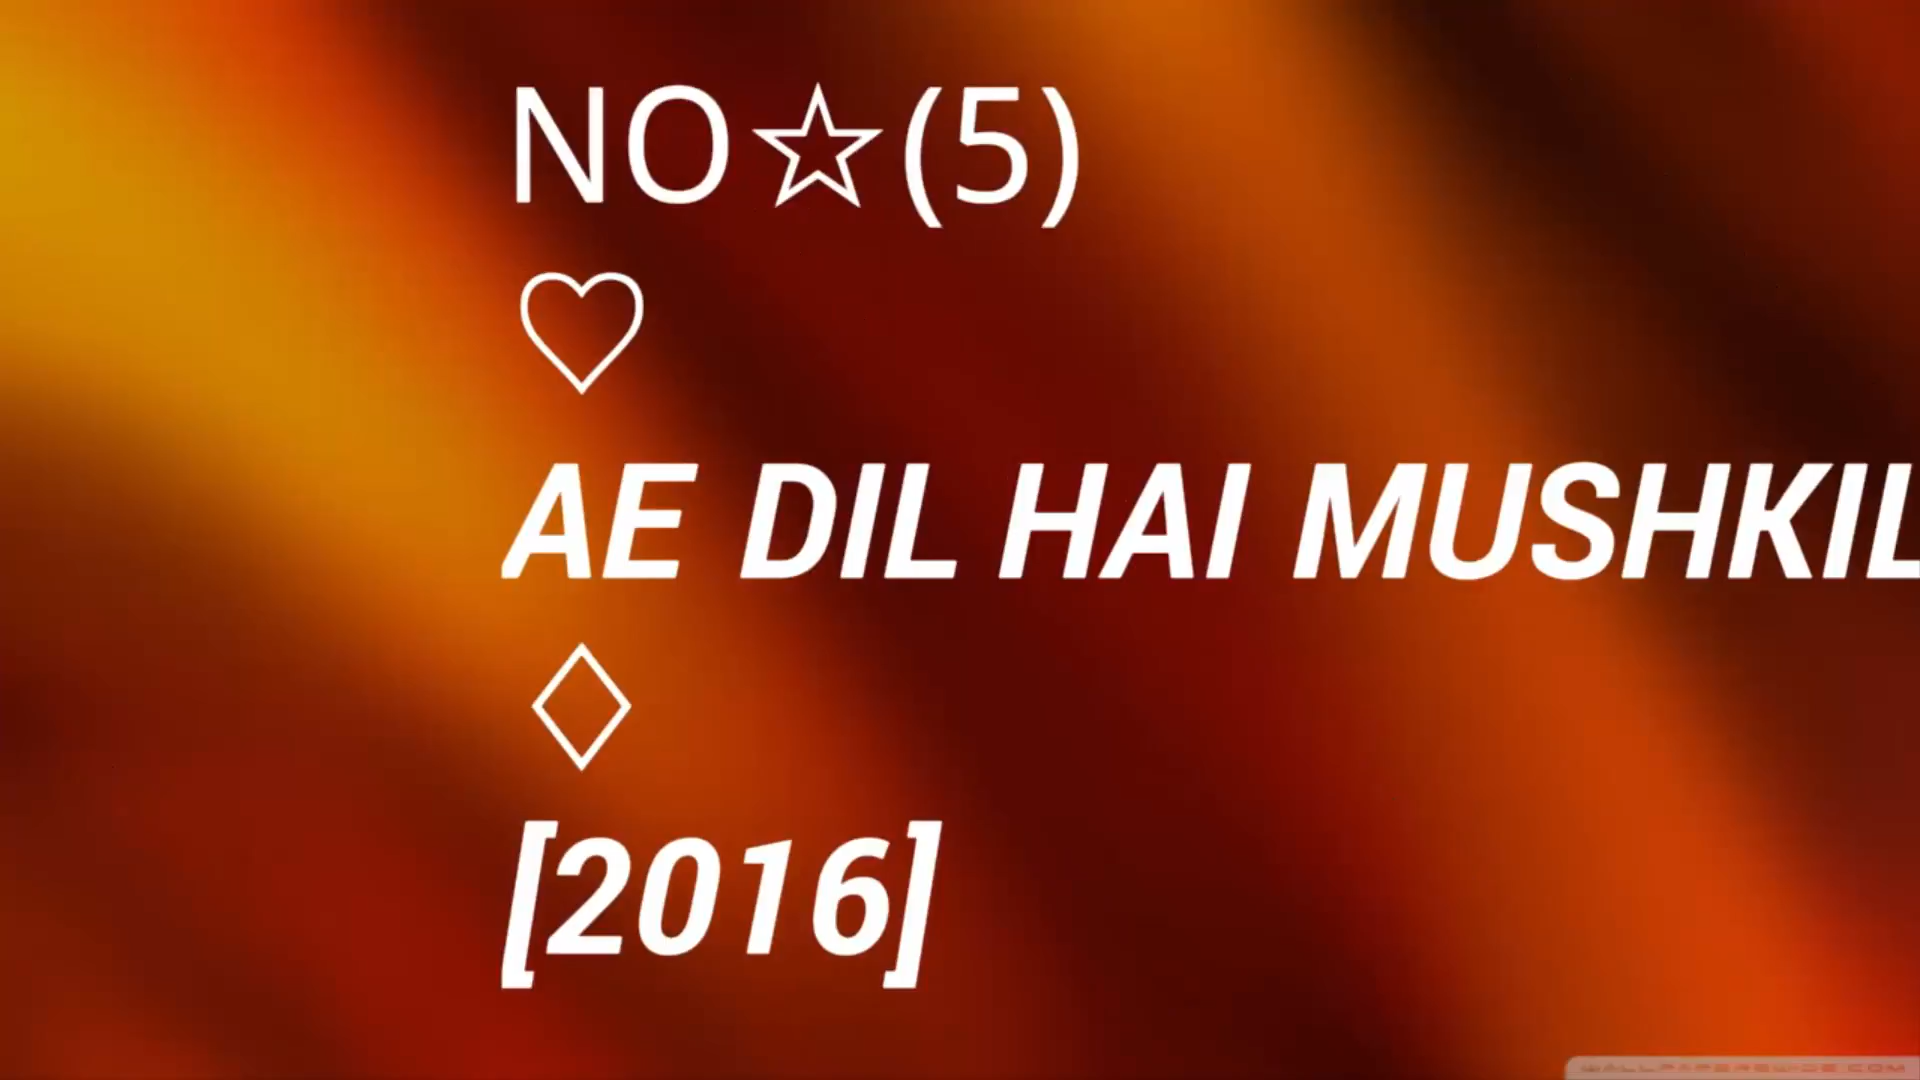 NO☆(5)
♡
AE DIL HAI MUSHKIL
♢
[2016]